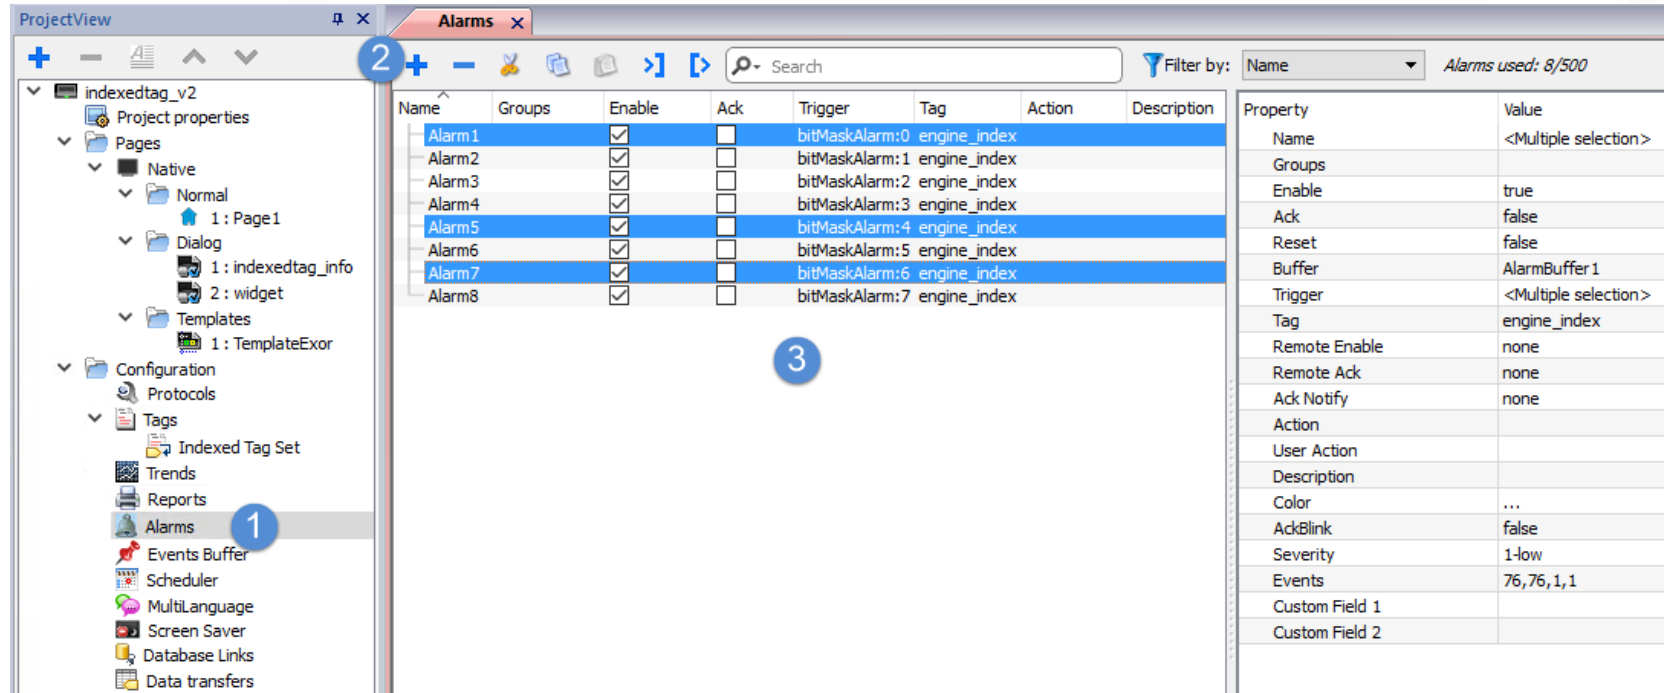 ProjectView
indexedtag_v2
Project properties
Pages
Native
Normal
1 : Page1
Dialog
1 : indexedtag_info
2 : widget
Templates
1 : TemplateExor
Configuration
Protocols
Tags
Indexed Tag Set
Trends
Reports
Alarms
1
Events Buffer
Scheduler
MultiLanguage
Screen Saver
Database Links
Data transfers
Alarms
2
Search
Filter by: Name
Alarms used: 8/500
Name Groups Enable Ack Trigger Tag Action Description
Alarm1 bitMaskAlarm:0 engine_index
Alarm2 bitMaskAlarm:1 engine_index
Alarm3 bitMaskAlarm:2 engine_index
Alarm4 bitMaskAlarm:3 engine_index
Alarm5 bitMaskAlarm:4 engine_index
Alarm6 bitMaskAlarm:5 engine_index
Alarm7 bitMaskAlarm:6 engine_index
Alarm8 bitMaskAlarm:7 engine_index
3
Property Value
Name <Multiple selection>
Groups
Enable true
Ack false
Reset false
Buffer AlarmBuffer1
Trigger <Multiple selection>
Tag engine_index
Remote Enable none
Remote Ack none
Ack Notify none
Action
User Action
Description
Color ...
AckBlink false
Severity 1-low
Events 76,76,1,1
Custom Field 1
Custom Field 2